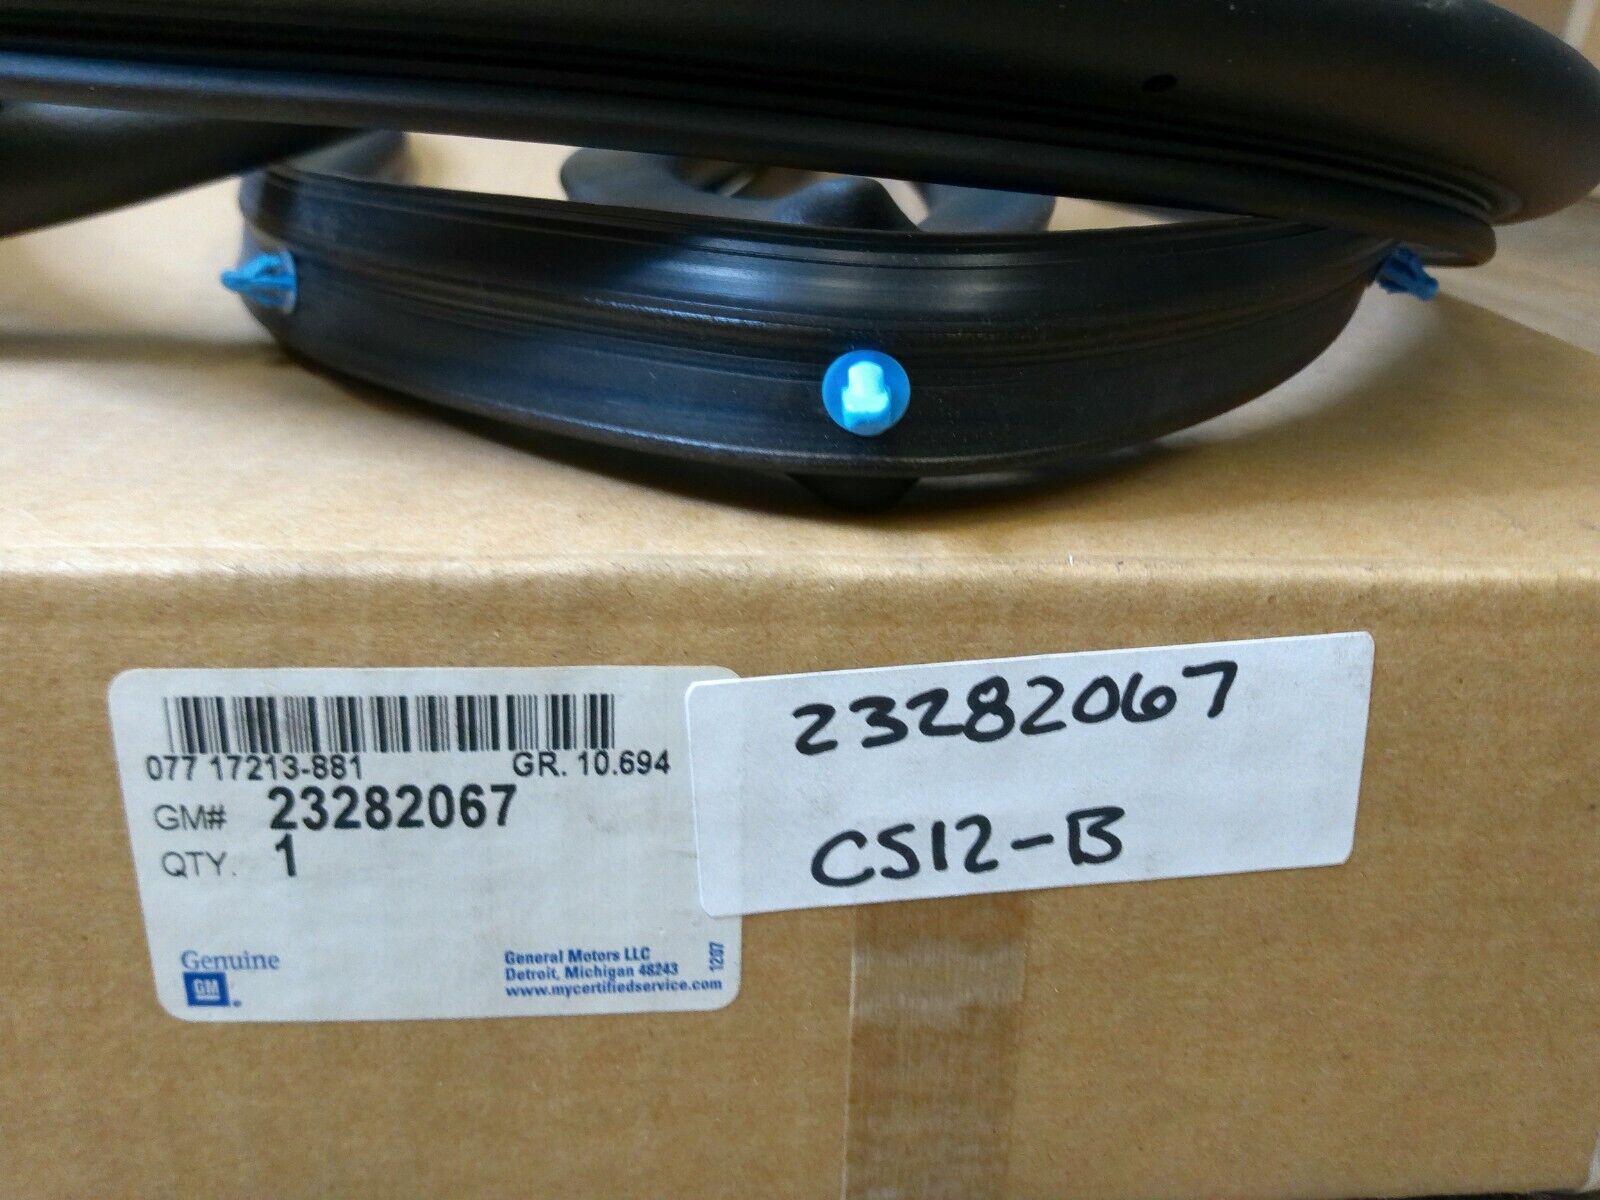 077 17213-881 GR. 10.694
GM# 23282067
QTY. 1
Genuine
GM
General Motors LLC
Detroit, Michigan 48243
www.mycertifiedservice.com
1207
23282067
CS12-B